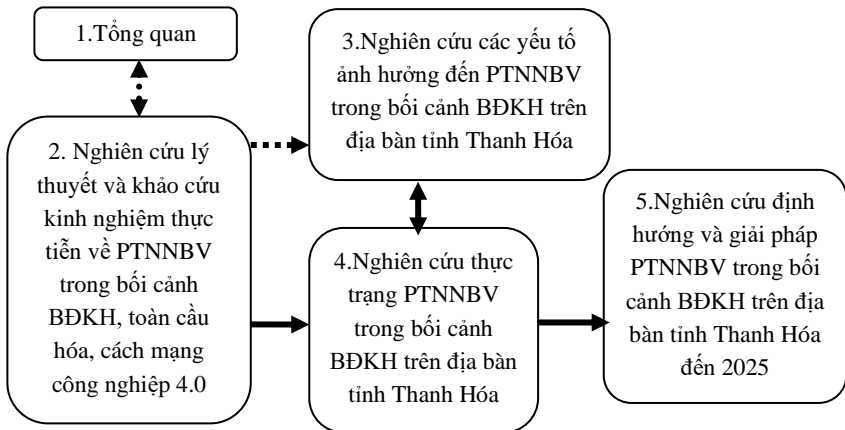 1.Tổng quan
2. Nghiên cứu lý
thuyết và khảo cứu
kinh nghiệm thực
tiễn về PTNNBV
trong bối cảnh
BĐKH, toàn cầu
hóa, cách mạng
công nghiệp 4.0
3.Nghiên cứu các yếu tố
ảnh hưởng đến PTNNBV
trong bối cảnh BĐKH trên
địa bàn tỉnh Thanh Hóa
4.Nghiên cứu thực
trạng PTNNBV
trong bối cảnh
BĐKH trên địa bàn
tỉnh Thanh Hóa
5.Nghiên cứu định
hướng và giải pháp
PTNNBV trong bối
cảnh BĐKH trên địa
bàn tỉnh Thanh Hóa
đến 2025